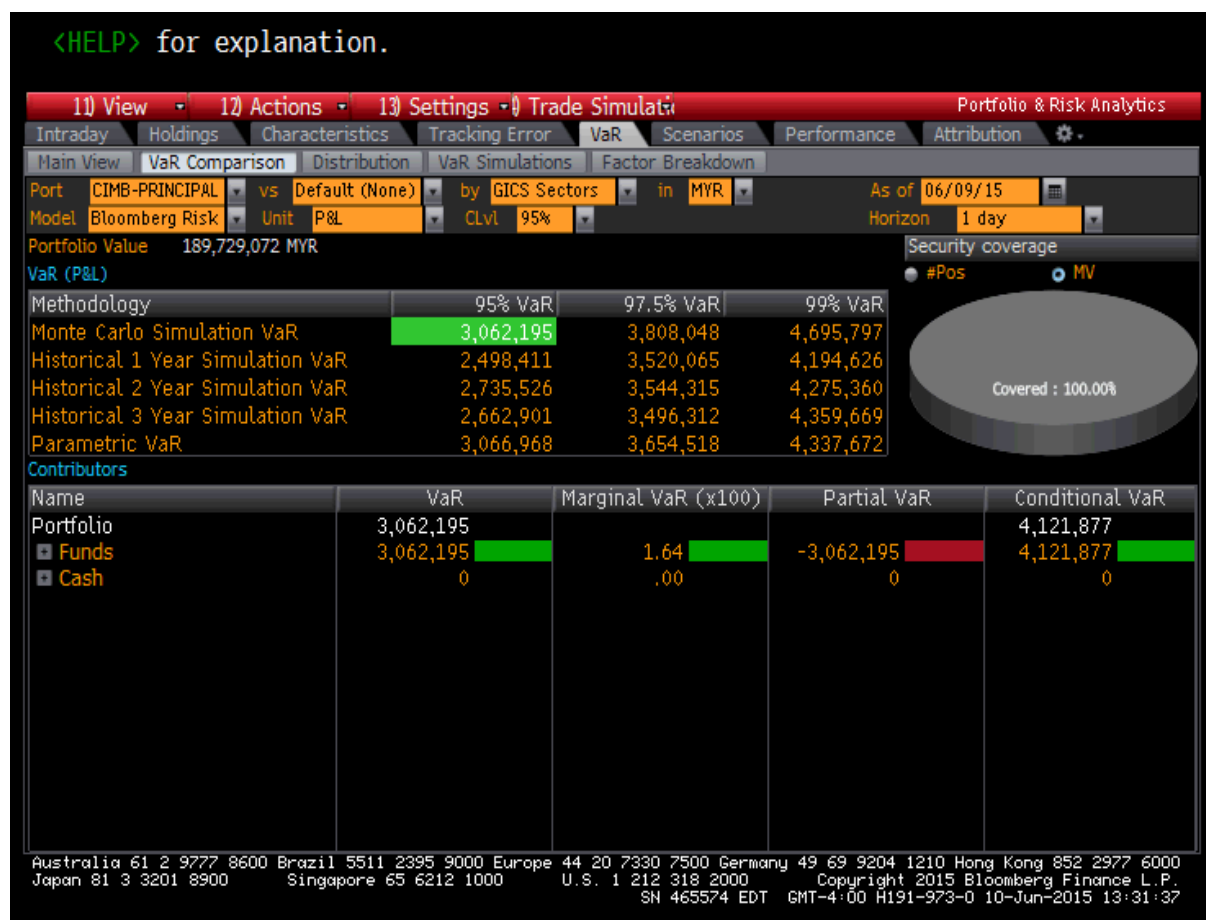 <HELP> for explanation.
11) View 12) Actions 13) Settings Trade Simulati Portfolio & Risk Analytics
Intraday Holdings Characteristics Tracking Error VaR Scenarios Performance Attribution
Main View VaR Comparison Distribution VaR Simulations Factor Breakdown
Port CIMB-PRINCIPAL vs Default (None) by GICS Sectors in MYR As of 06/09/15
Model Bloomberg Risk Unit P&L CLvl 95% Horizon 1 day
Portfolio Value 189,729,072 MYR Security coverage
VaR (P&L) #Pos MV
Methodology 95% VaR 97.5% VaR 99% VaR
Monte Carlo Simulation VaR 3,062,195 3,808,048 4,695,797
Historical 1 Year Simulation VaR 2,498,411 3,520,065 4,194,626
Historical 2 Year Simulation VaR 2,735,526 3,544,315 4,275,360 Covered : 100.00%
Historical 3 Year Simulation VaR 2,662,901 3,496,312 4,359,669
Parametric VaR 3,066,968 3,654,518 4,337,672
Contributors
Name VaR Marginal VaR (x100) Partial VaR Conditional VaR
Portfolio 3,062,195 4,121,877
Funds 3,062,195 1.64 -3,062,195 4,121,877
Cash 0 .00 0 0
Australia 61 2 9777 8600 Brazil 5511 2395 9000 Europe 44 20 7330 7500 Germany 49 69 9204 1210 Hong Kong 852 2977 6000
Japan 81 3 3201 8900 Singapore 65 6212 1000 U.S. 1 212 318 2000 Copyright 2015 Bloomberg Finance L.P.
SN 465574 EDT GMT-4:00 H191-973-0 10-Jun-2015 13:31:37